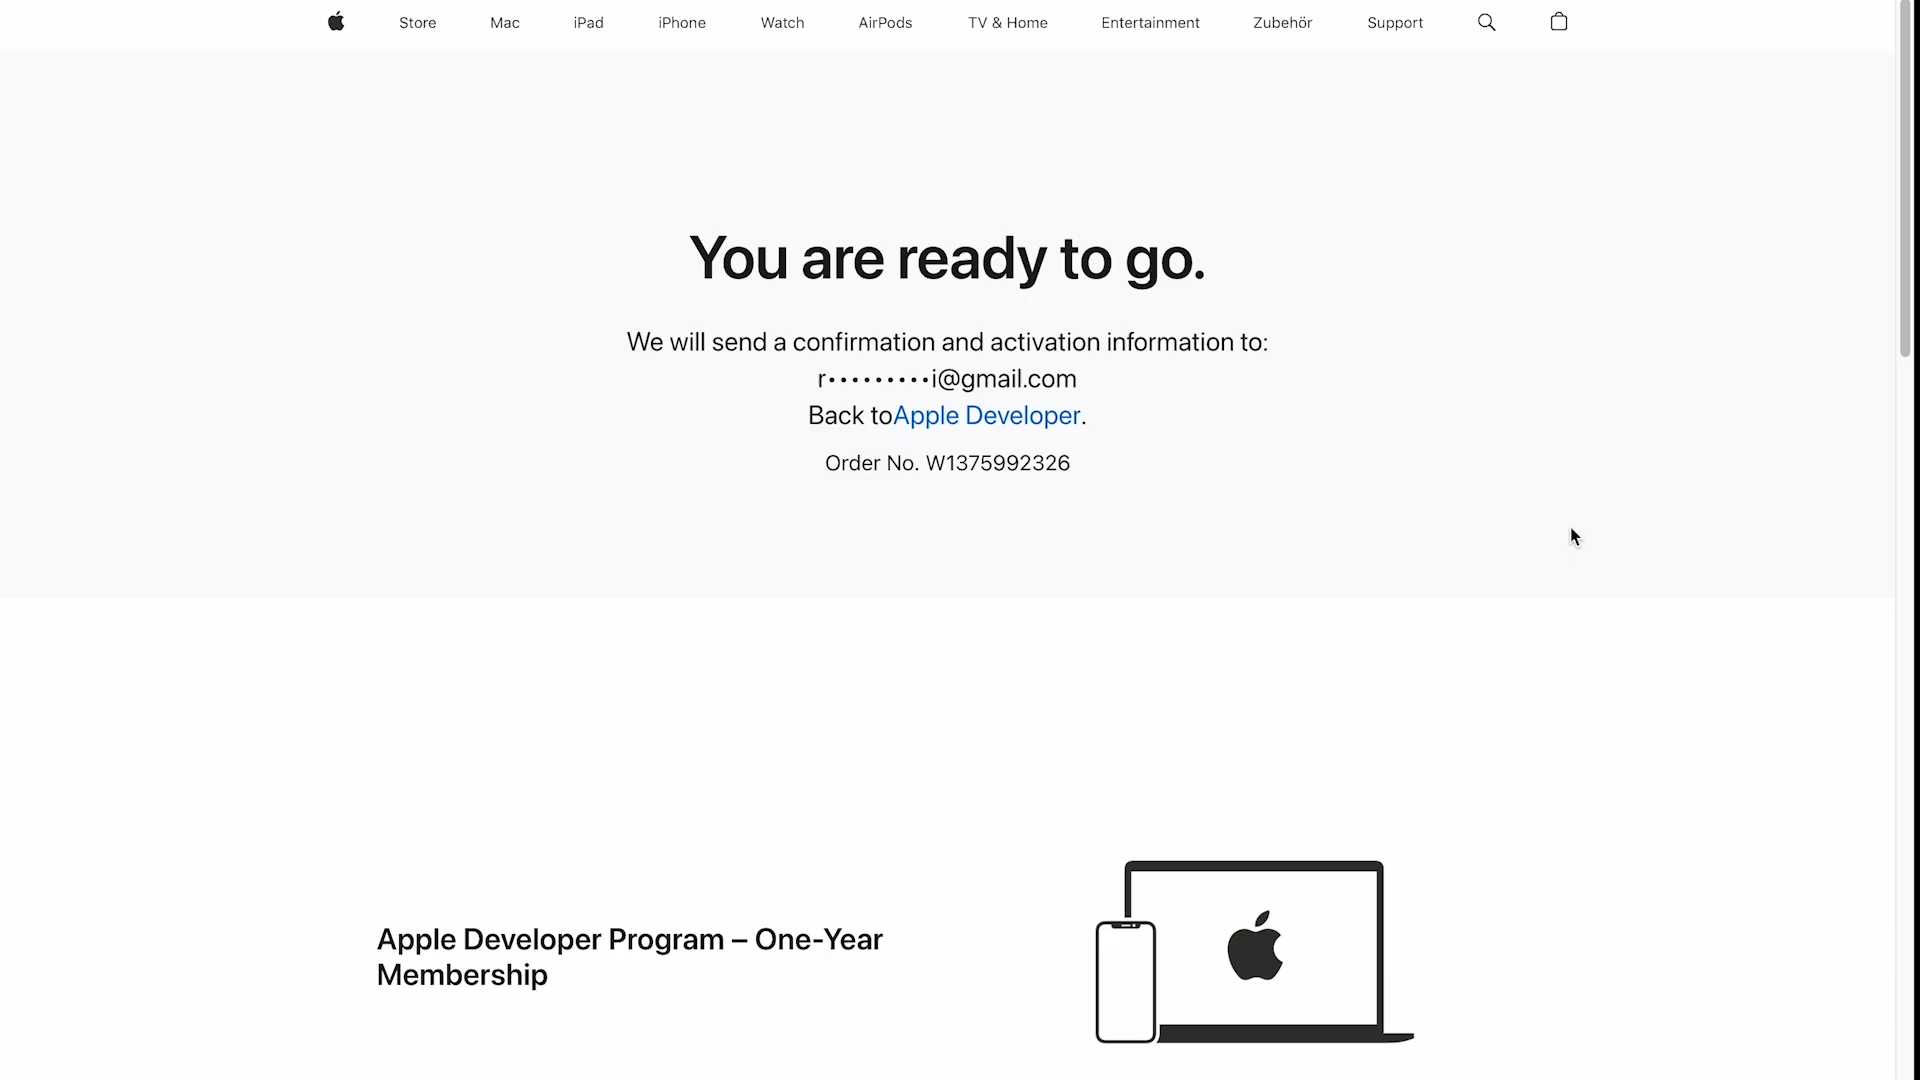 Store Mac iPad iPhone Watch AirPods TV & Home Entertainment Zubehör Support
You are ready to go.
We will send a confirmation and activation information to:
r•••••••••i@gmail.com
Back toApple Developer.
Order No. W1375992326
Apple Developer Program – One-Year
Membership